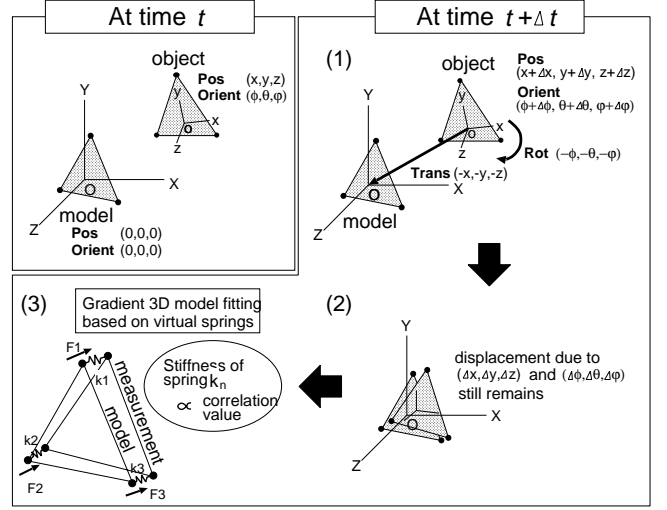 At time t
object
Pos (x,y,z)
Orient (ϕ,θ,φ)
Y
y
x
o
z
O
X
Z
model
Pos (0,0,0)
Orient (0,0,0)
At time t+Δt
(1)
object
Pos
(x+Δx, y+Δy, z+Δz)
Orient
(ϕ+Δϕ, θ+Δθ, φ+Δφ)
Y
y
x
o
z
Rot (−ϕ,−θ,−φ)
Trans (-x,-y,-z)
O
X
Z
model
(2)
Y
displacement due to
(Δx,Δy,Δz) and (Δϕ,Δθ,Δφ)
still remains
O
X
Z
(3)
Gradient 3D model fitting
based on virtual springs
F1
k1
Stiffness of
spring kn
∝ correlation
value
measurement
model
k2
k3
F2
F3